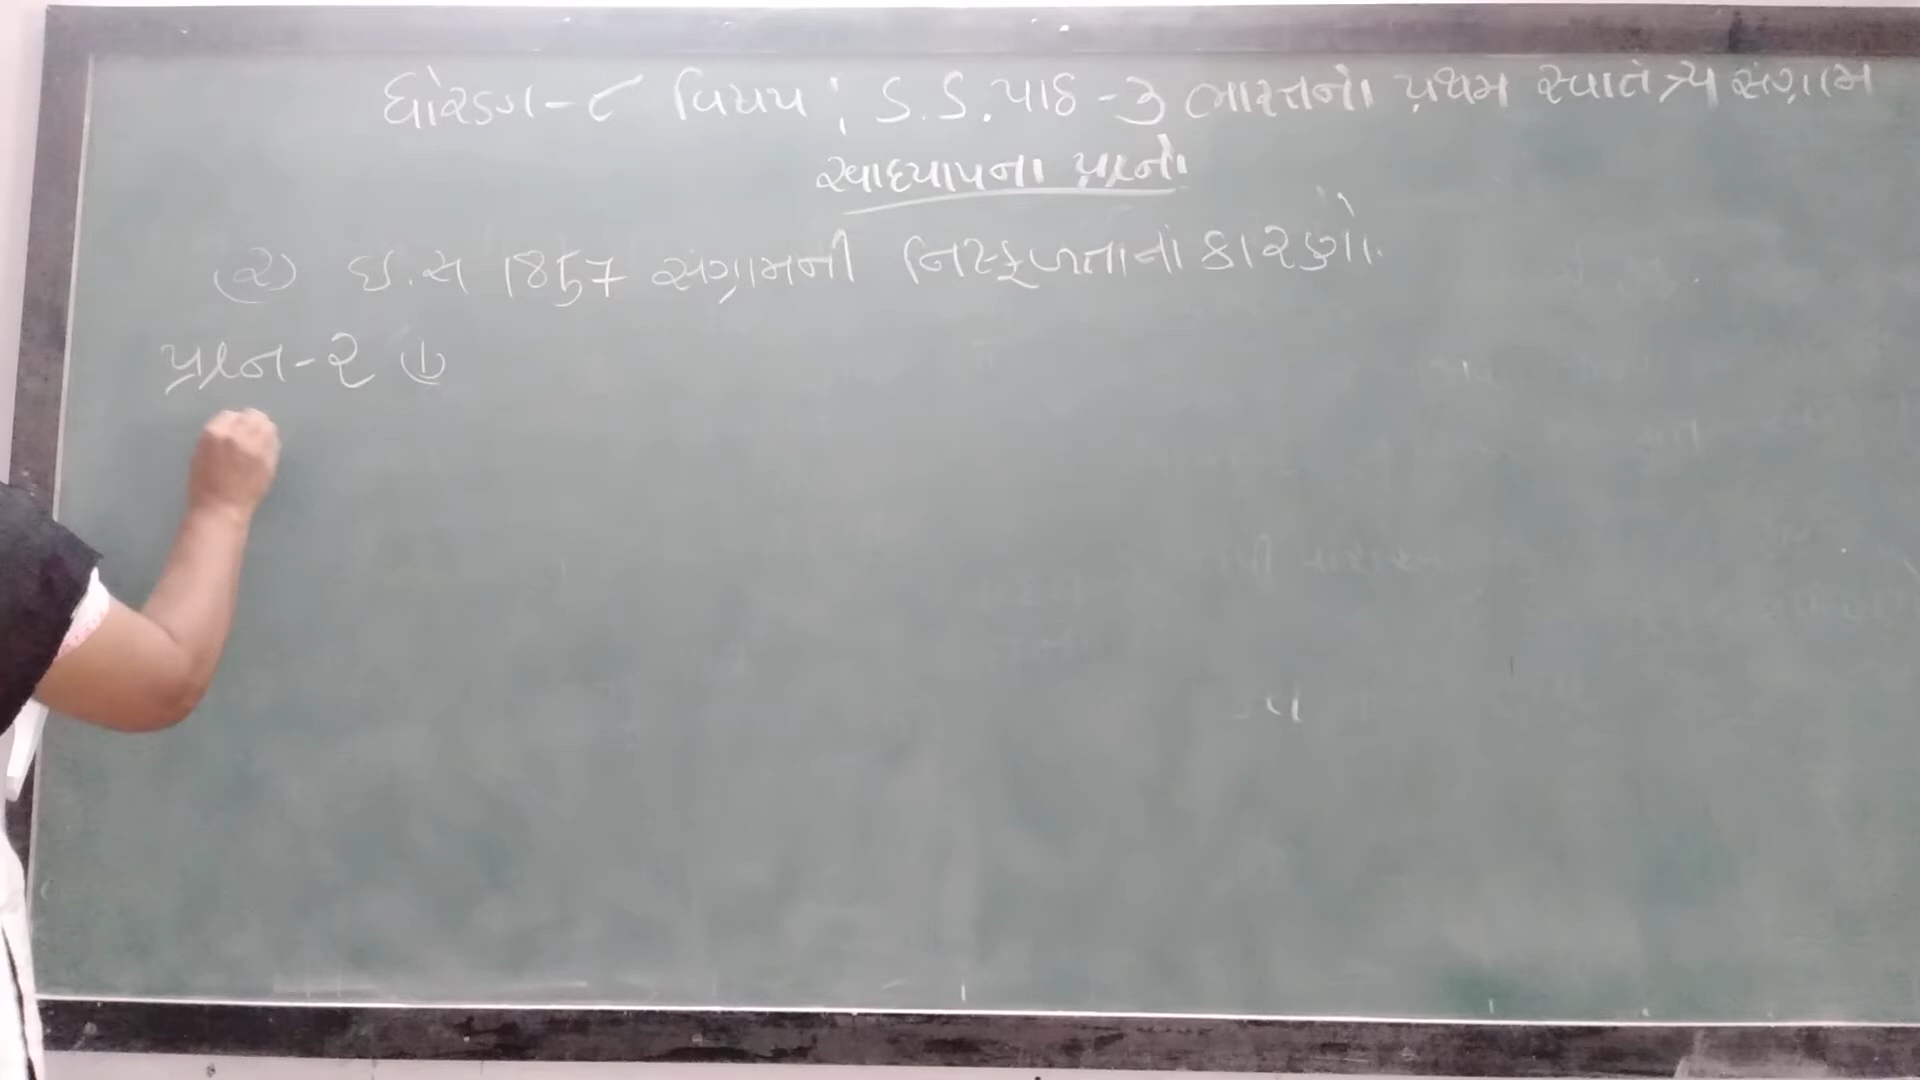 ધોરણ-૮ વિષય : S.S. પાઠ-૩ ભારતનો પ્રથમ સ્વાતંત્ર્ય સંગ્રામ
સ્વાધ્યાયના પ્રશ્નો
(૨) ઇ.સ 1857 સંગ્રામની નિષ્ફળતાનાં કારણો.
પ્રશ્ન-૨ (1)